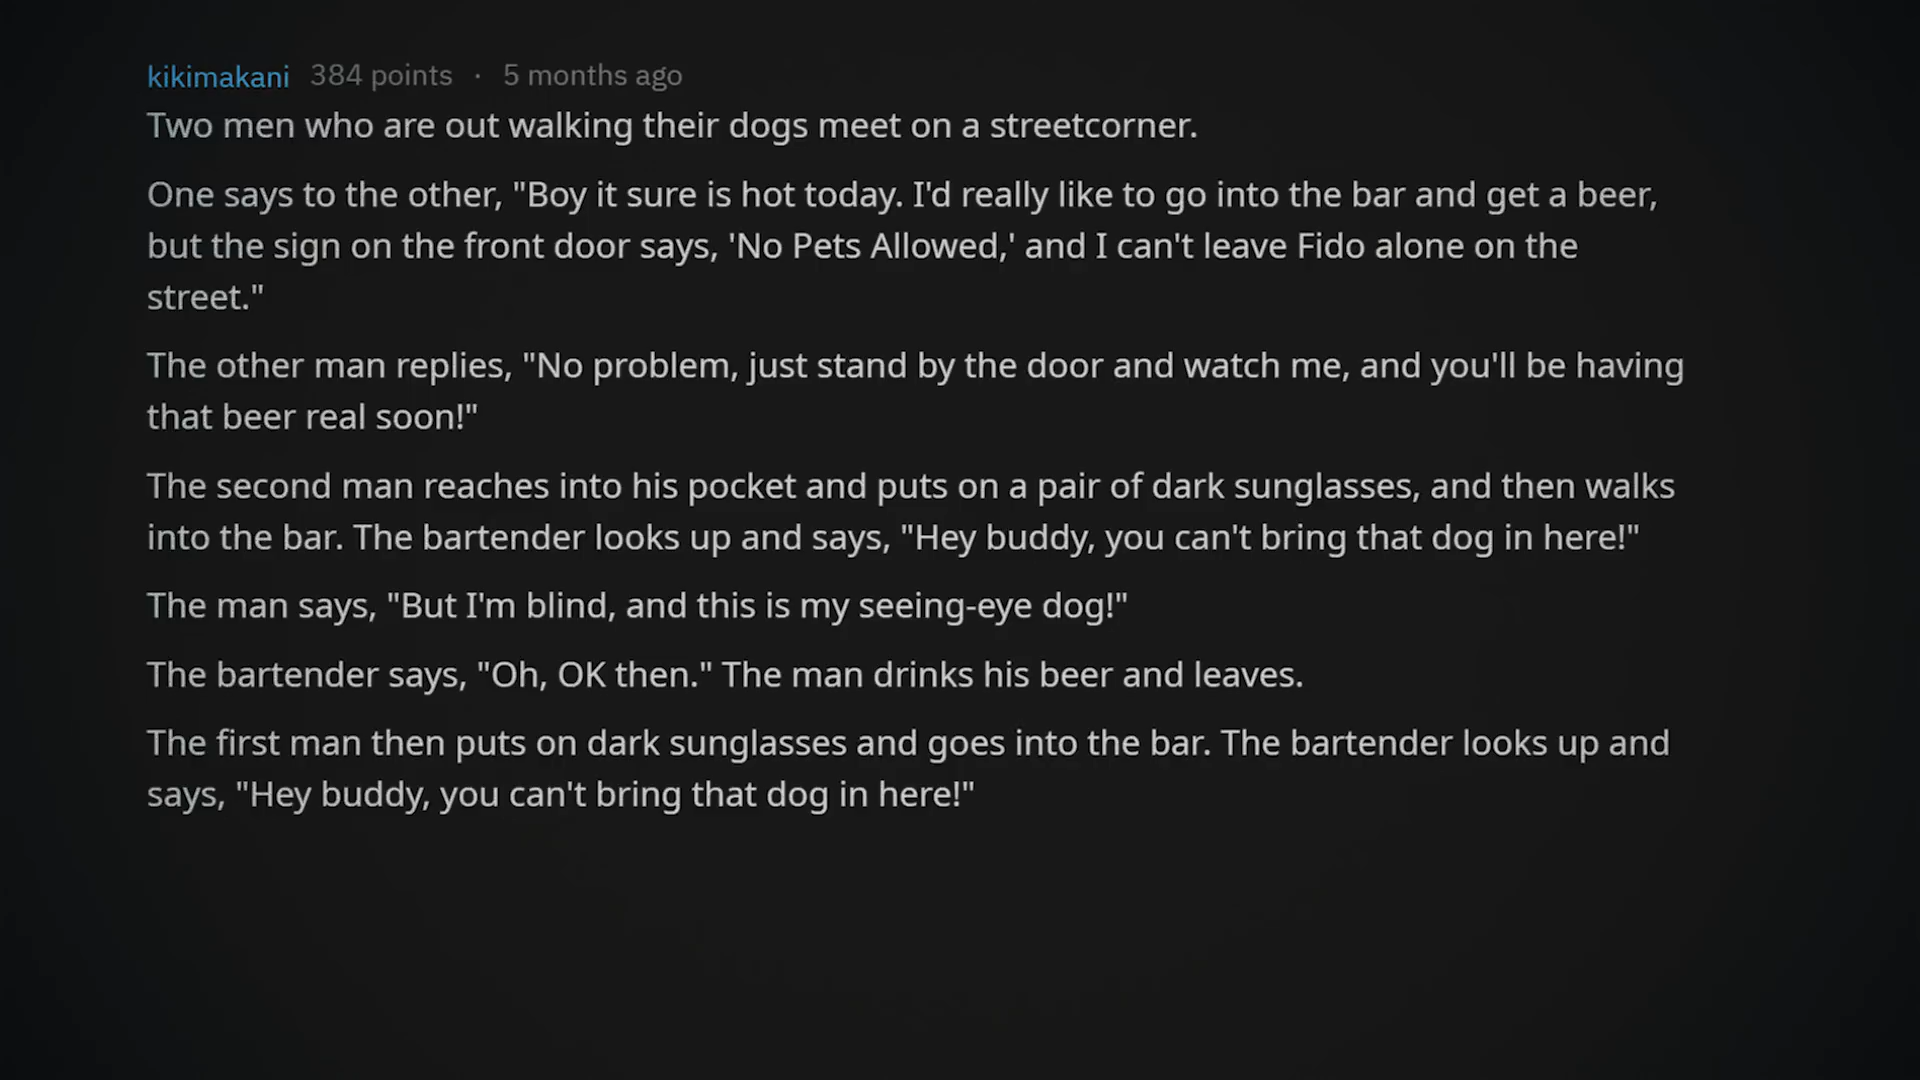 kikimakani 384 points · 5 months ago
Two men who are out walking their dogs meet on a streetcorner.
One says to the other, "Boy it sure is hot today. I'd really like to go into the bar and get a beer,
but the sign on the front door says, 'No Pets Allowed,' and I can't leave Fido alone on the
street."
The other man replies, "No problem, just stand by the door and watch me, and you'll be having
that beer real soon!"
The second man reaches into his pocket and puts on a pair of dark sunglasses, and then walks
into the bar. The bartender looks up and says, "Hey buddy, you can't bring that dog in here!"
The man says, "But I'm blind, and this is my seeing-eye dog!"
The bartender says, "Oh, OK then." The man drinks his beer and leaves.
The first man then puts on dark sunglasses and goes into the bar. The bartender looks up and
says, "Hey buddy, you can't bring that dog in here!"